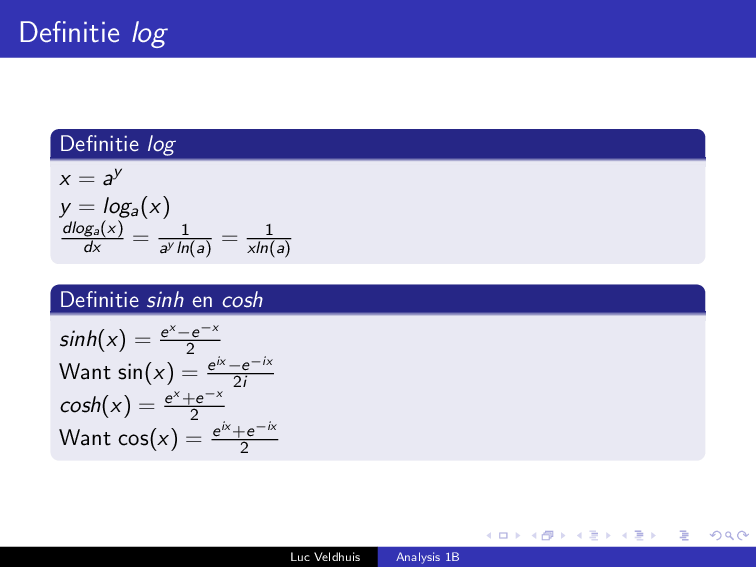 Definitie log
Definitie log
x = a^y
y = log_a(x)
\frac{dlog_a(x)}{dx} = \frac{1}{a^y ln(a)} = \frac{1}{xln(a)}
Definitie sinh en cosh
sinh(x) = \frac{e^x−e^{−x}}{2}
Want sin(x) = \frac{e^{ix}−e^{−ix}}{2i}
cosh(x) = \frac{e^x+e^{−x}}{2}
Want cos(x) = \frac{e^{ix}+e^{−ix}}{2}
Luc Veldhuis Analysis 1B